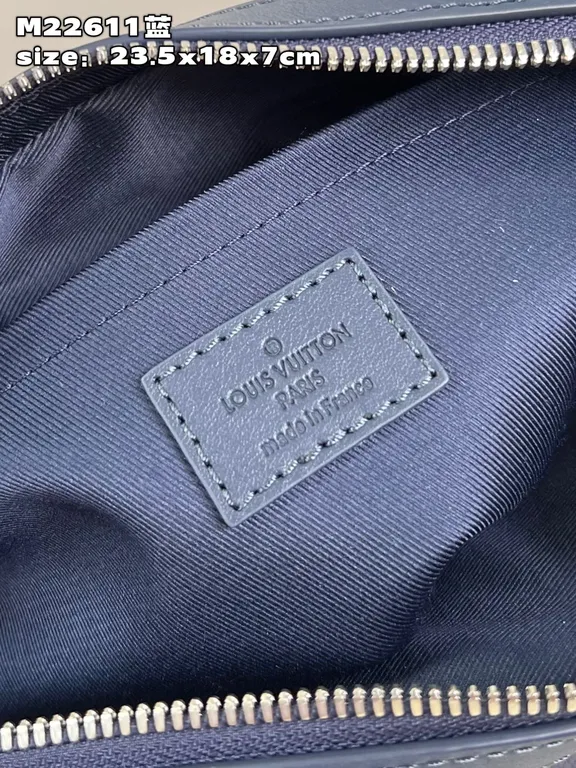 M22611蓝
size: 23.5x18x7cm
LOUIS VUITTON
PARIS
made in France